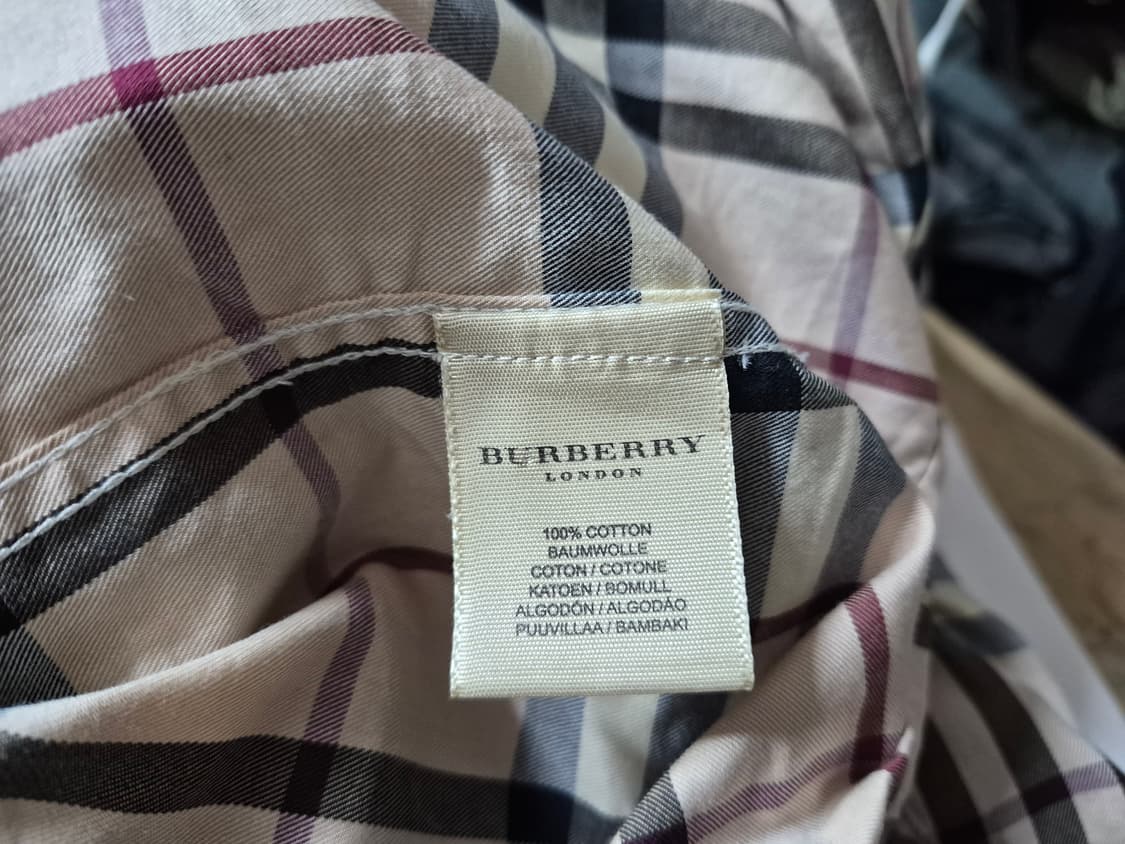 BURBERRY
LONDON
100% COTTON
BAUMWOLLE
COTON / COTONE
KATOEN / BOMULL
ALGODÓN / ALGODÃO
PUUVILLAA / BAMBAKI